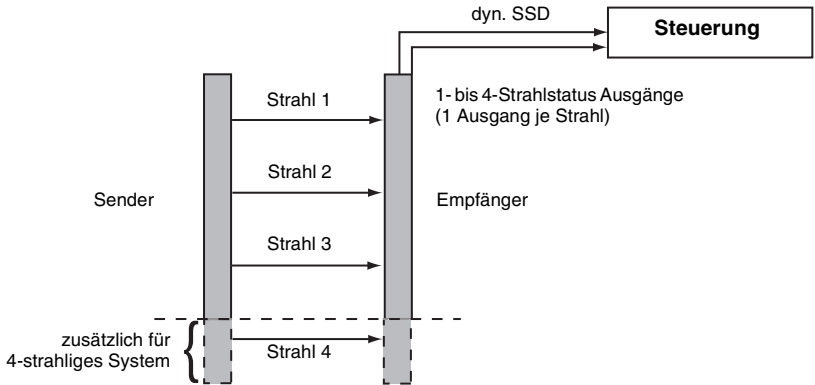 dyn. SSD
Steuerung
Strahl 1
1- bis 4-Strahlstatus Ausgänge
(1 Ausgang je Strahl)
Strahl 2
Sender
Empfänger
Strahl 3
zusätzlich für
4-strahliges System
Strahl 4